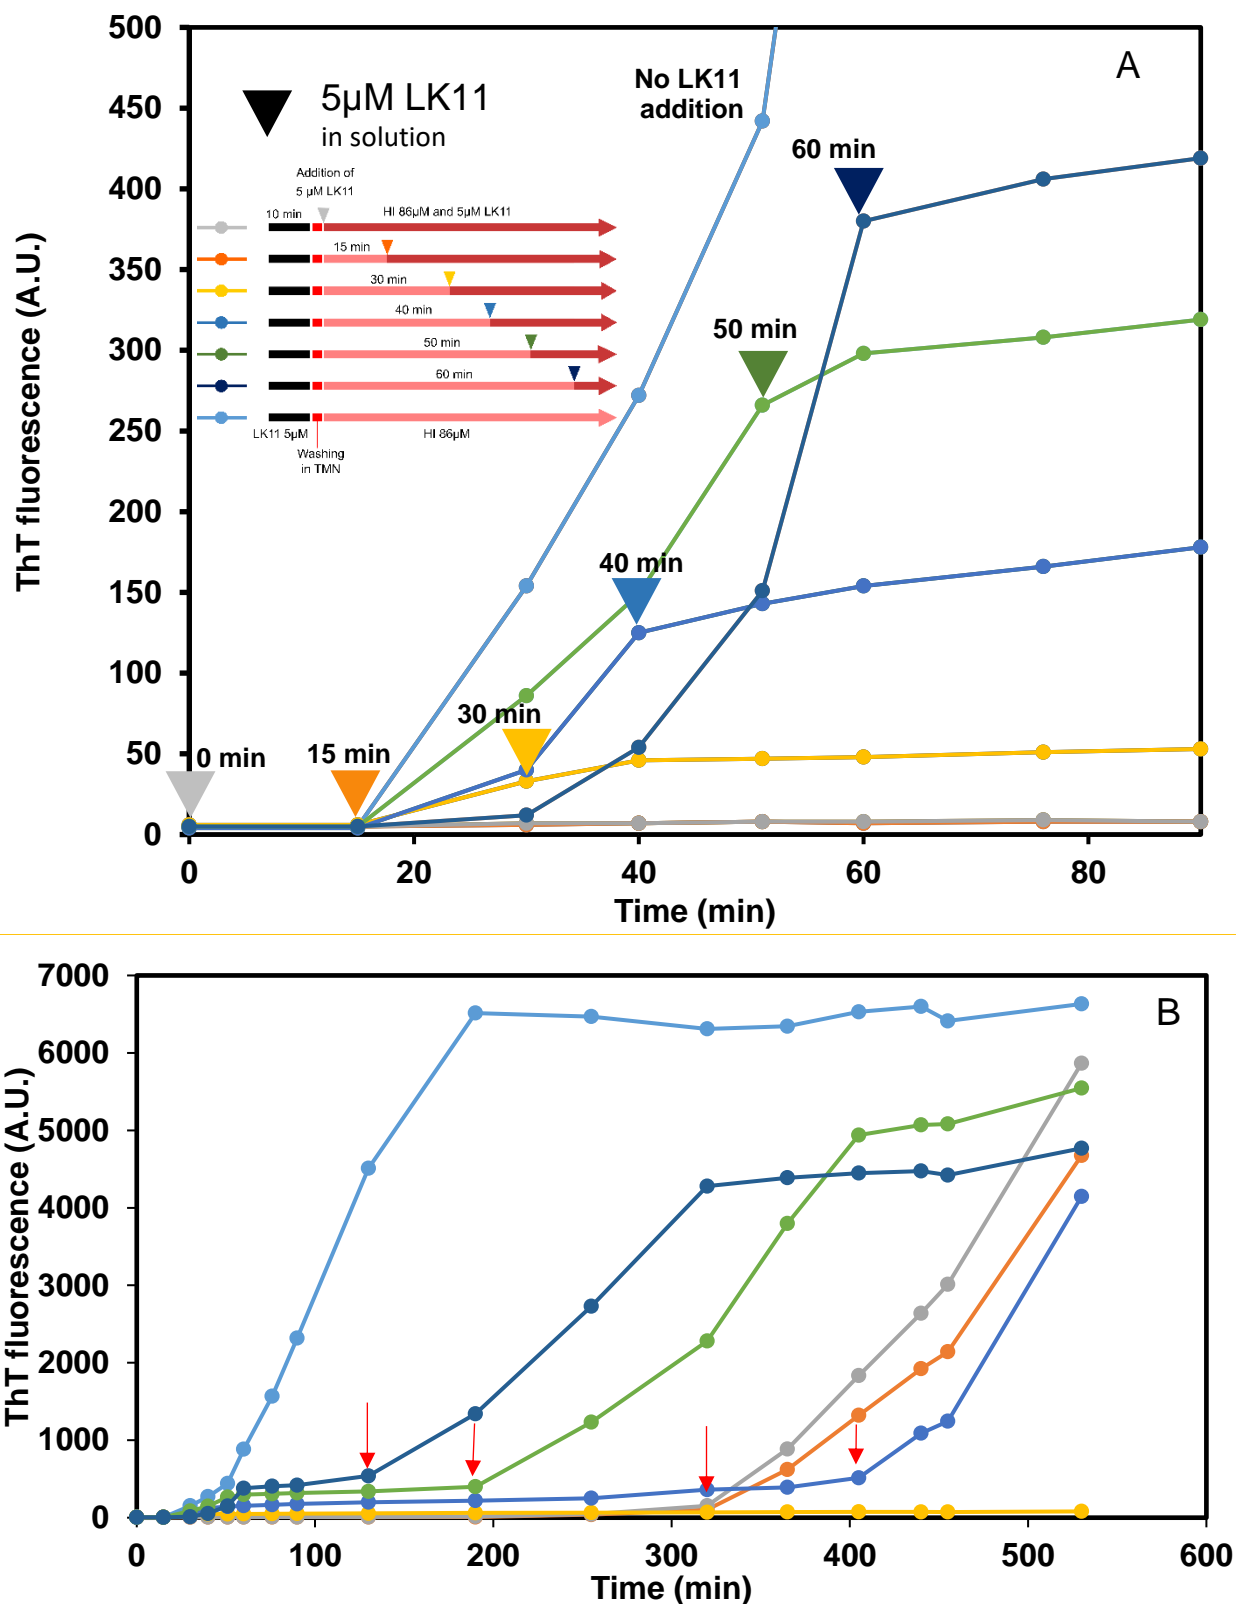 500
450
400
350
300
250
200
150
100
50
0
ThT fluorescence (A.U.)
A
5µM LK11
in solution
No LK11
addition
Addition of
5 µM LK11
10 min
HI 86µM and 5µM LK11
15 min
30 min
40 min
50 min
60 min
LK11 5µM
HI 86µM
Washing
in TMN
0 min
15 min
30 min
40 min
50 min
60 min
0 20 40 60 80
Time (min)
B
7000
6000
5000
4000
3000
2000
1000
0
ThT fluorescence (A.U.)
0 100 200 300 400 500 600
Time (min)